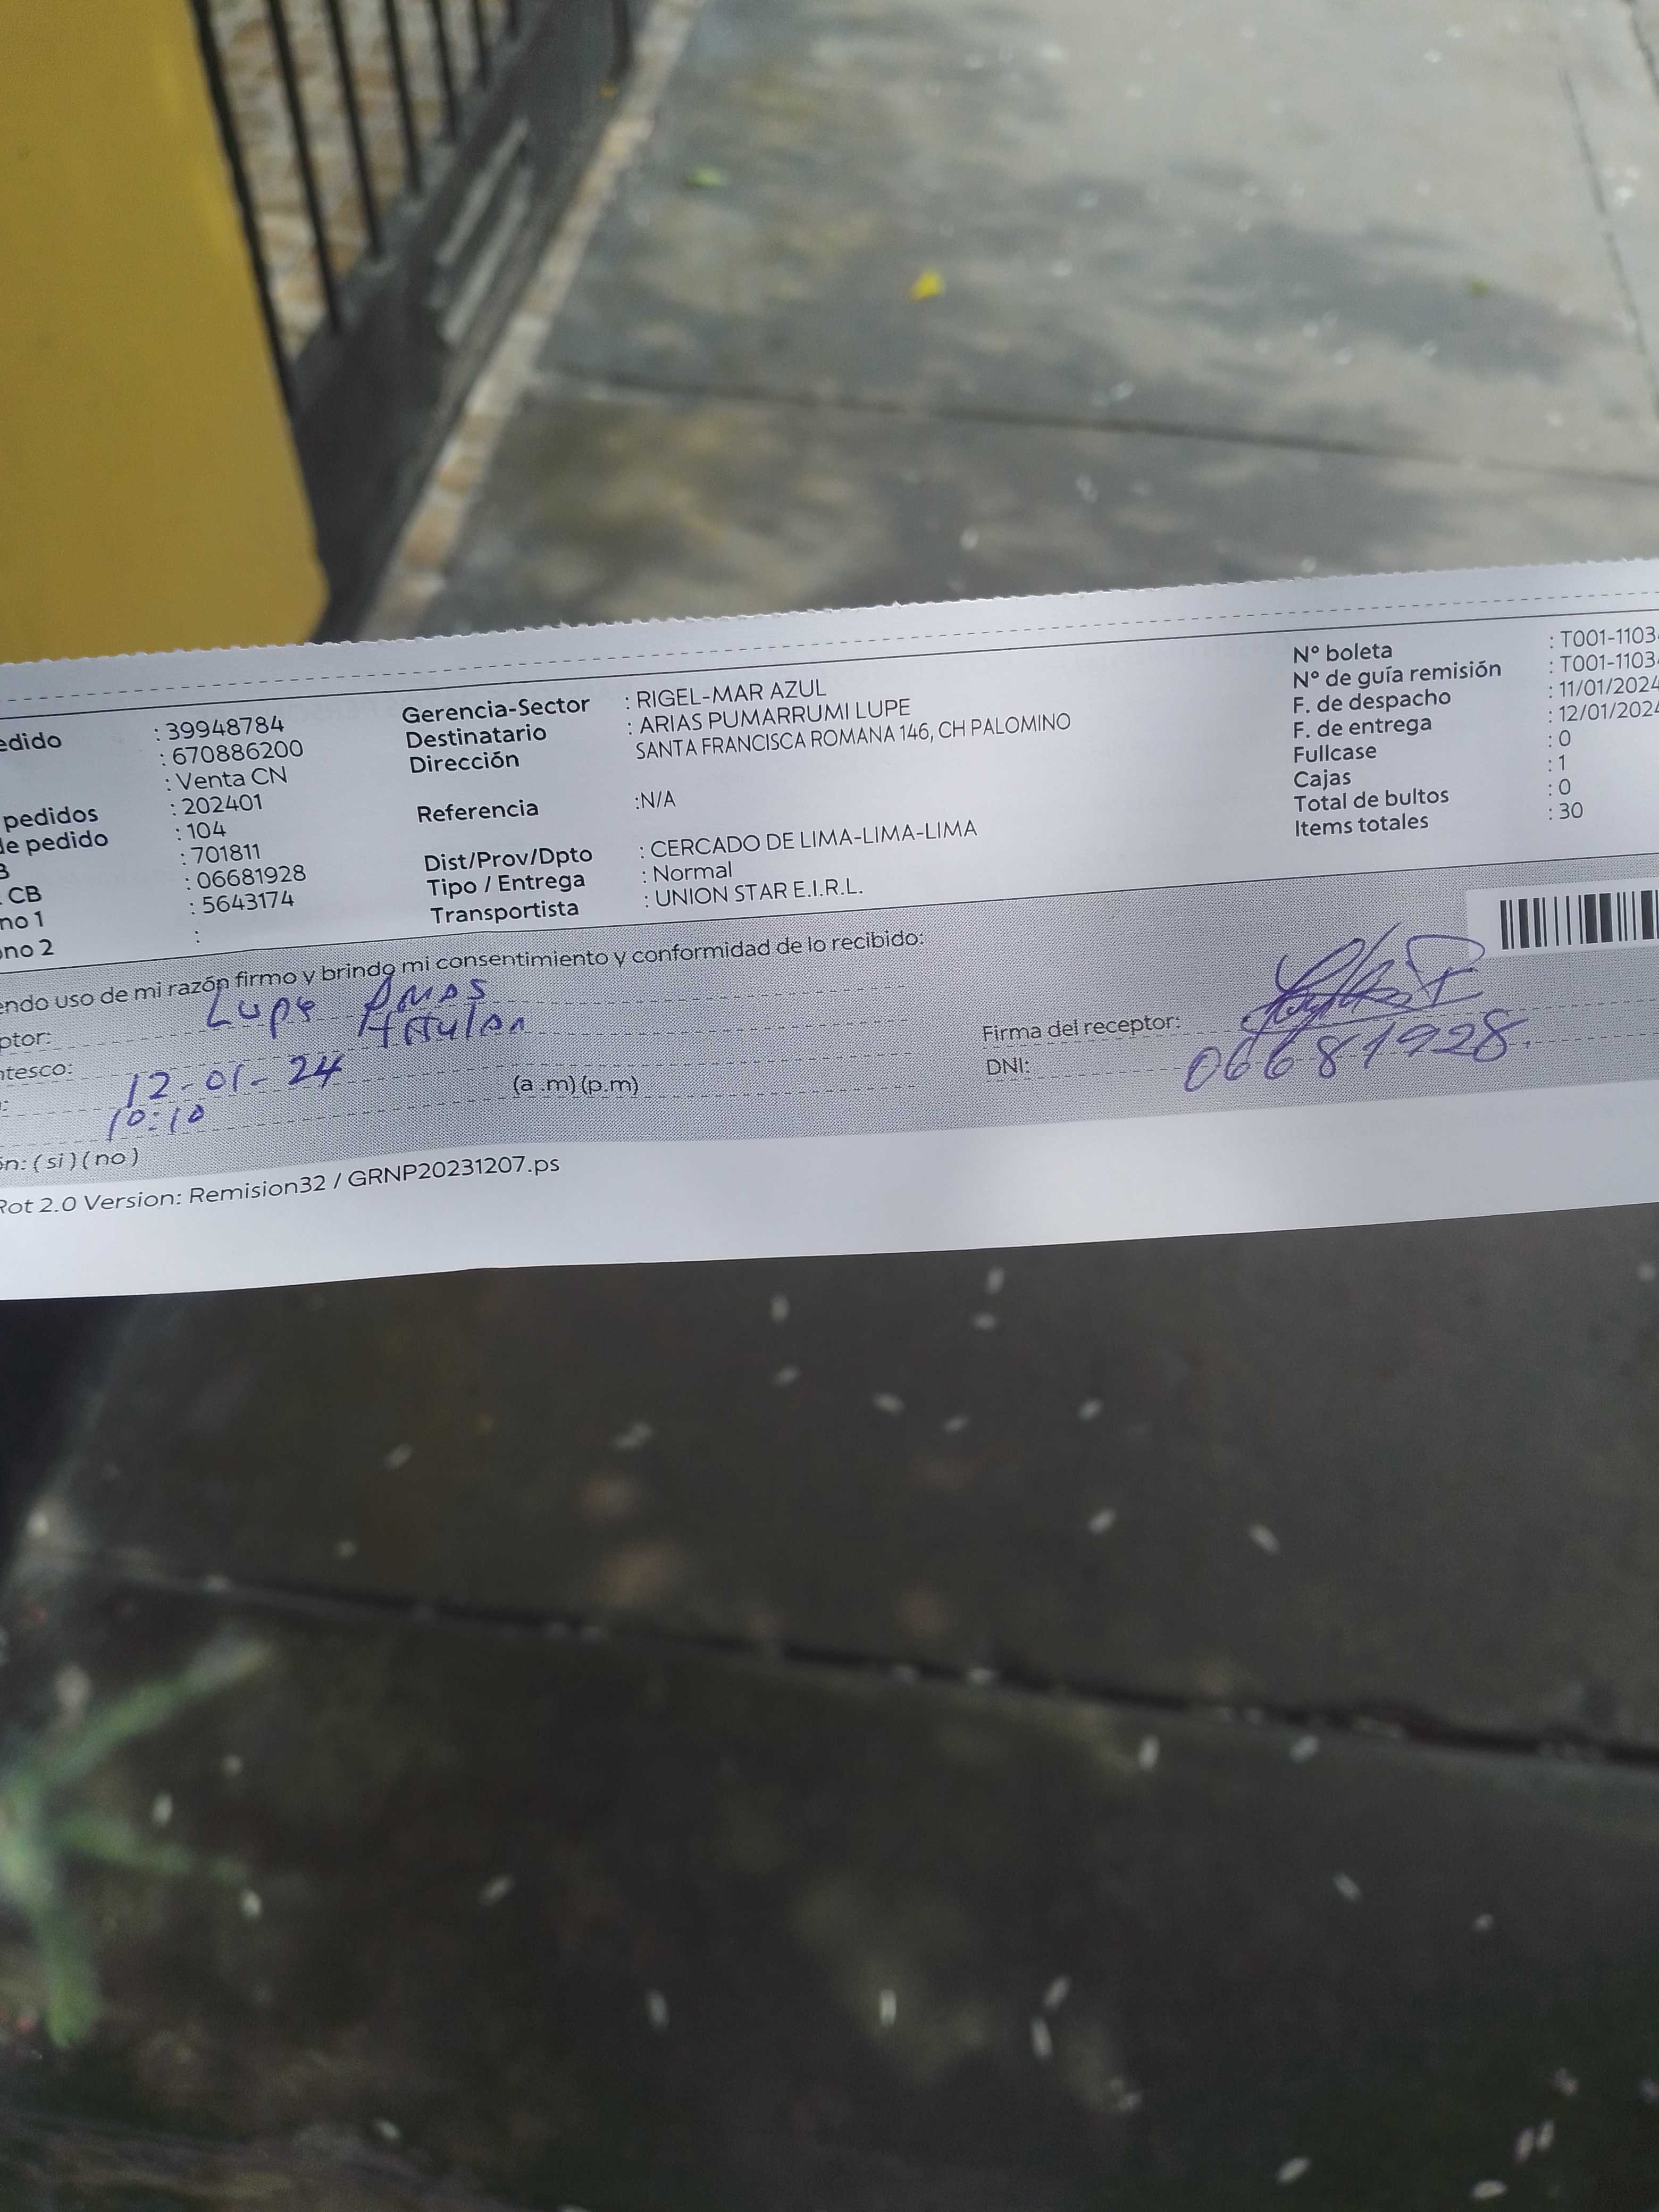 edido : 39948784
: 670886200
: Venta CN
pedidos : 202401
de pedido : 104
: 701811
CB : 06681928
no 1 : 5643174
ono 2 :
Gerencia-Sector : RIGEL-MAR AZUL
Destinatario : ARIAS PUMARRUMI LUPE
Dirección SANTA FRANCISCA ROMANA 146, CH PALOMINO
Referencia :N/A
Dist/Prov/Dpto : CERCADO DE LIMA-LIMA-LIMA
Tipo / Entrega : Normal
Transportista : UNION STAR E.I.R.L.
N° boleta : T001-1103
N° de guía remisión : T001-1103
F. de despacho : 11/01/2024
F. de entrega : 12/01/2024
Fullcase : 0
Cajas : 1
Total de bultos : 0
Items totales : 30
endo uso de mi razón firmo y brindo mi consentimiento y conformidad de lo recibido:
ptor: Lupe
ntesco:
12-01-24
10:10 (a .m) (p.m)
Firma del receptor:
DNI: 06681928.
ón: ( si ) ( no )
Rot 2.0 Version: Remision32 / GRNP20231207.ps